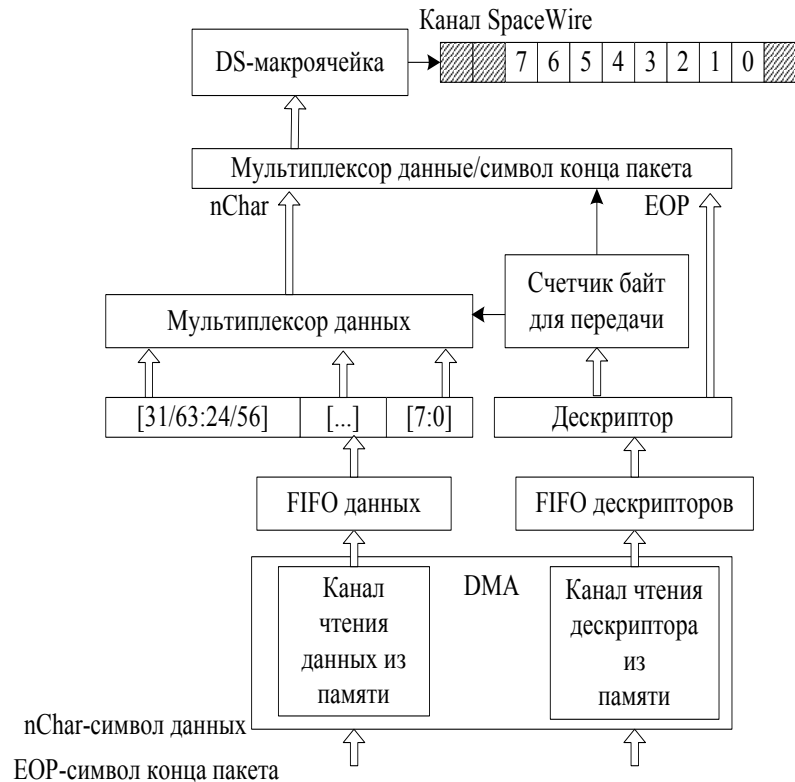 Канал SpaceWire
DS-макроячейка
7 6 5 4 3 2 1 0
Мультиплексор данные/символ конца пакета
nChar
EOP
Счетчик байт
для передачи
Мультиплексор данных
[31/63:24/56] [...] [7:0]
Дескриптор
FIFO данных
FIFO дескрипторов
DMA
Канал
чтения
данных из
памяти
Канал чтения
дескриптора
из
памяти
nChar-символ данных
EOP-символ конца пакета